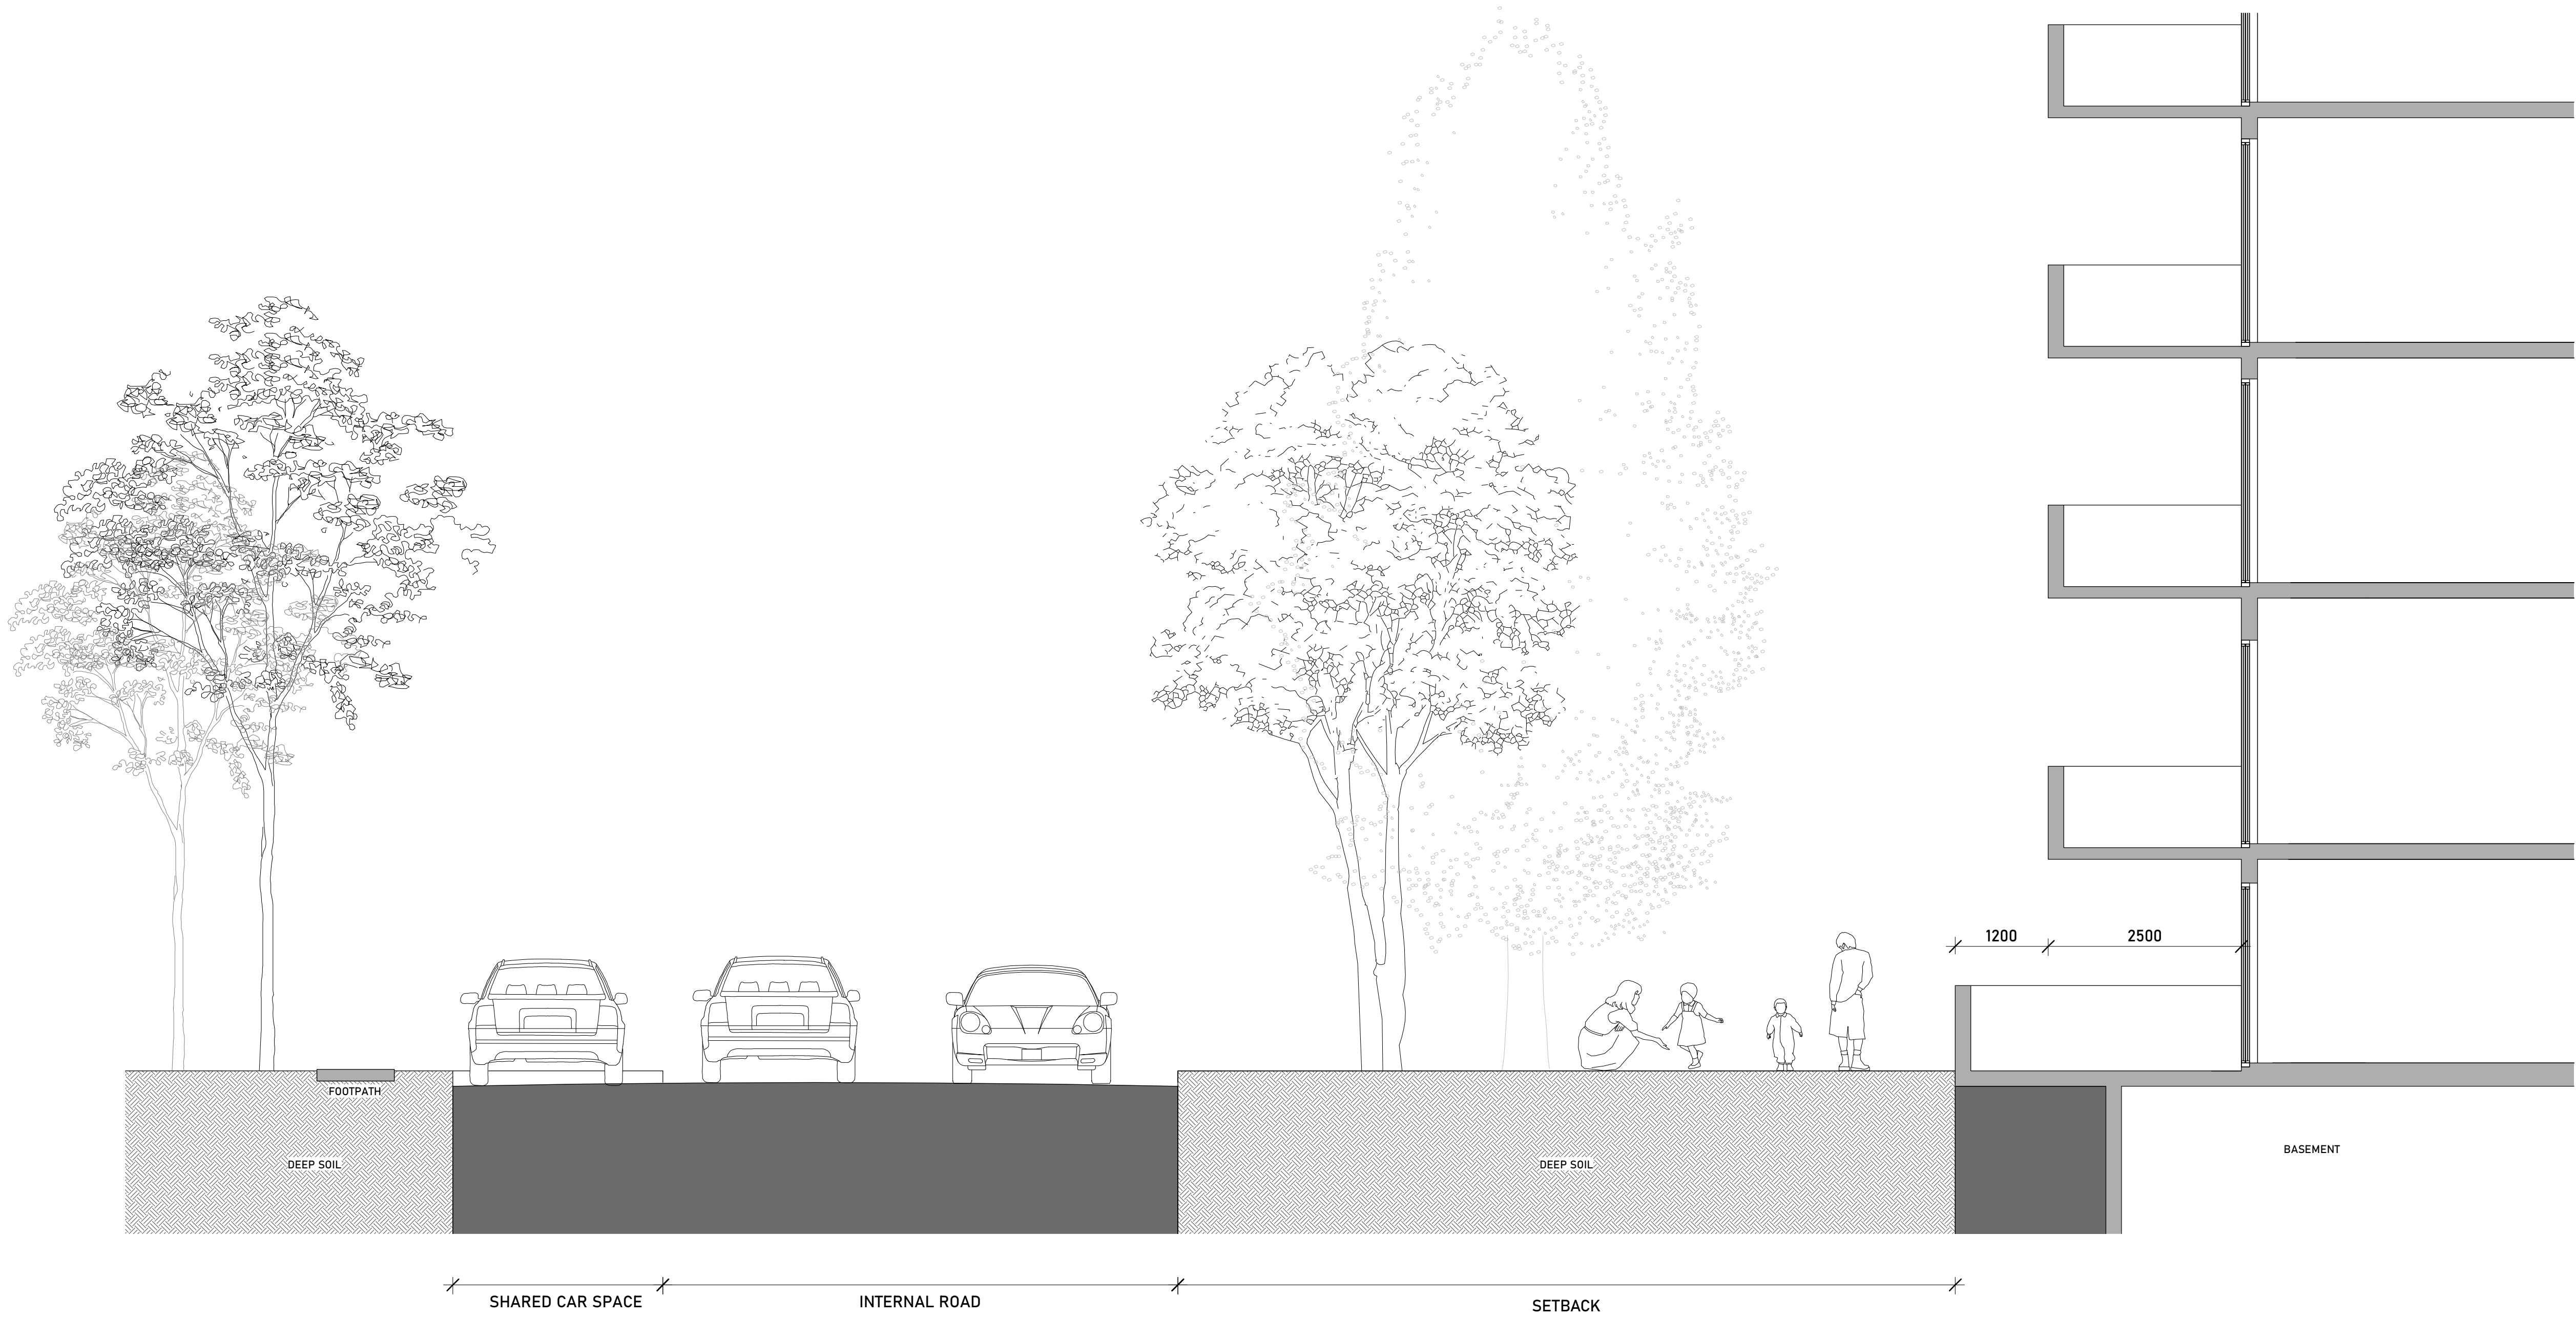 1200
2500
FOOTPATH
DEEP SOIL
DEEP SOIL
BASEMENT
SHARED CAR SPACE
INTERNAL ROAD
SETBACK